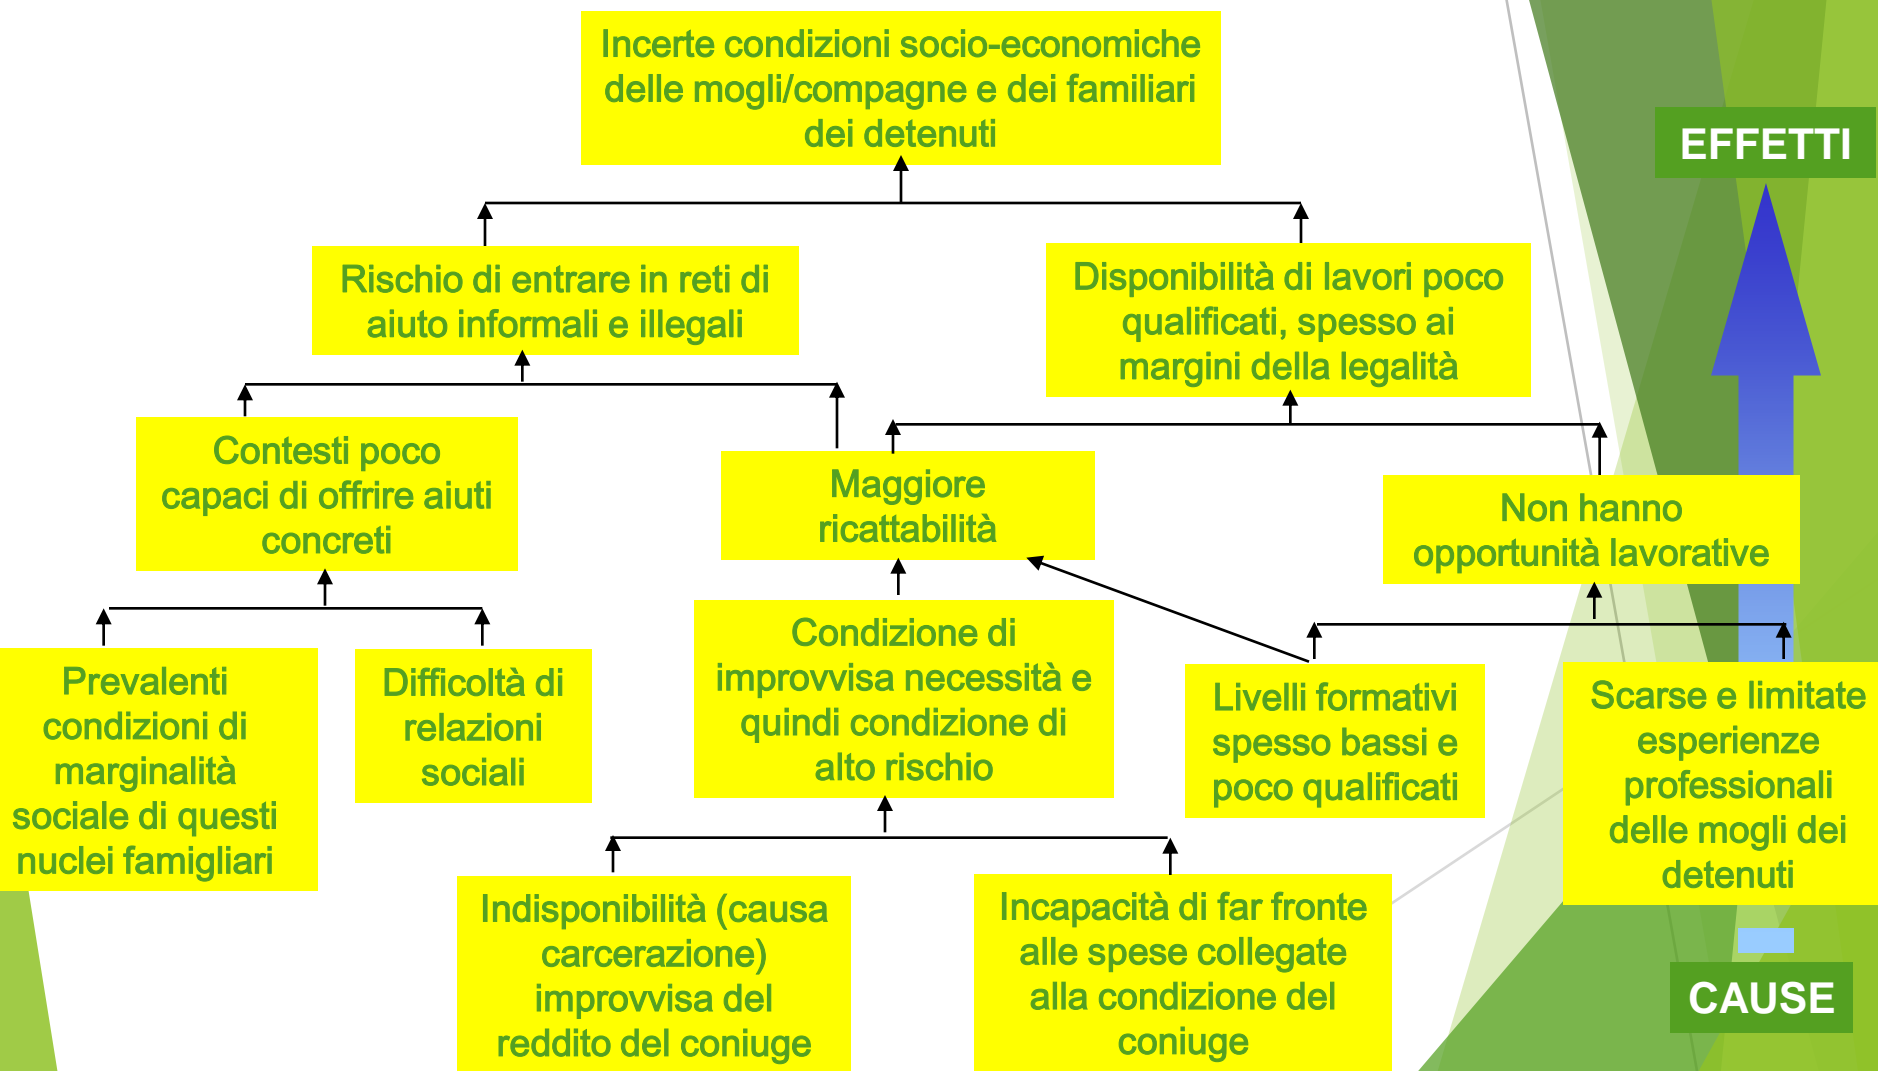 Incerte condizioni socio-economiche
delle mogli/compagne e dei familiari
dei detenuti
EFFETTI
Rischio di entrare in reti di
aiuto informali e illegali
Disponibilità di lavori poco
qualificati, spesso ai
margini della legalità
Contesti poco
capaci di offrire aiuti
concreti
Maggiore
ricattabilità
Non hanno
opportunità lavorative
Prevalenti
condizioni di
marginalità
sociale di questi
nuclei famigliari
Difficoltà di
relazioni
sociali
Condizione di
improvvisa necessità e
quindi condizione di
alto rischio
Livelli formativi
spesso bassi e
poco qualificati
Scarse e limitate
esperienze
professionali
delle mogli dei
detenuti
Indisponibilità (causa
carcerazione)
improvvisa del
reddito del coniuge
Incapacità di far fronte
alle spese collegate
alla condizione del
coniuge
CAUSE